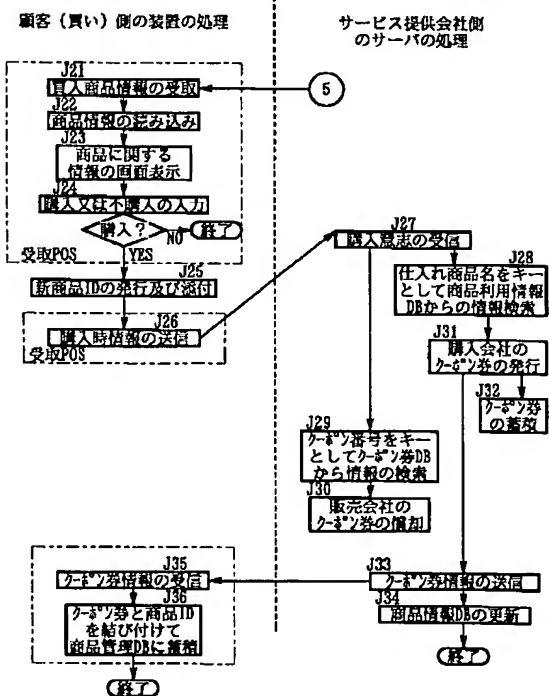 顧客（買い）側の装置の処理
サービス提供会社側
のサーバの処理
J21
買入商品情報の受取
5
J22
商品情報の読み込み
J23
商品に関する
情報の画面表示
J24
購入又は不購入の入力
購入？
NO
終了
YES
受取POS
J25
新商品IDの発行及び添付
J26
購入時情報の送信
受取POS
J27
購入意志の受信
J28
仕入れ商品名をキー
として商品利用情報
DBからの情報検索
J31
購入会社の
クーポン券の発行
J32
クーポン券
の蓄積
J29
クーポン番号をキー
としてクーポン券DB
から情報の検索
J30
販売会社の
クーポン券の償却
J33
クーポン券情報の送信
J34
商品情報DBの更新
終了
J35
クーポン券情報の受信
J36
クーポン券と商品ID
を結び付けて
商品管理DBに蓄積
終了